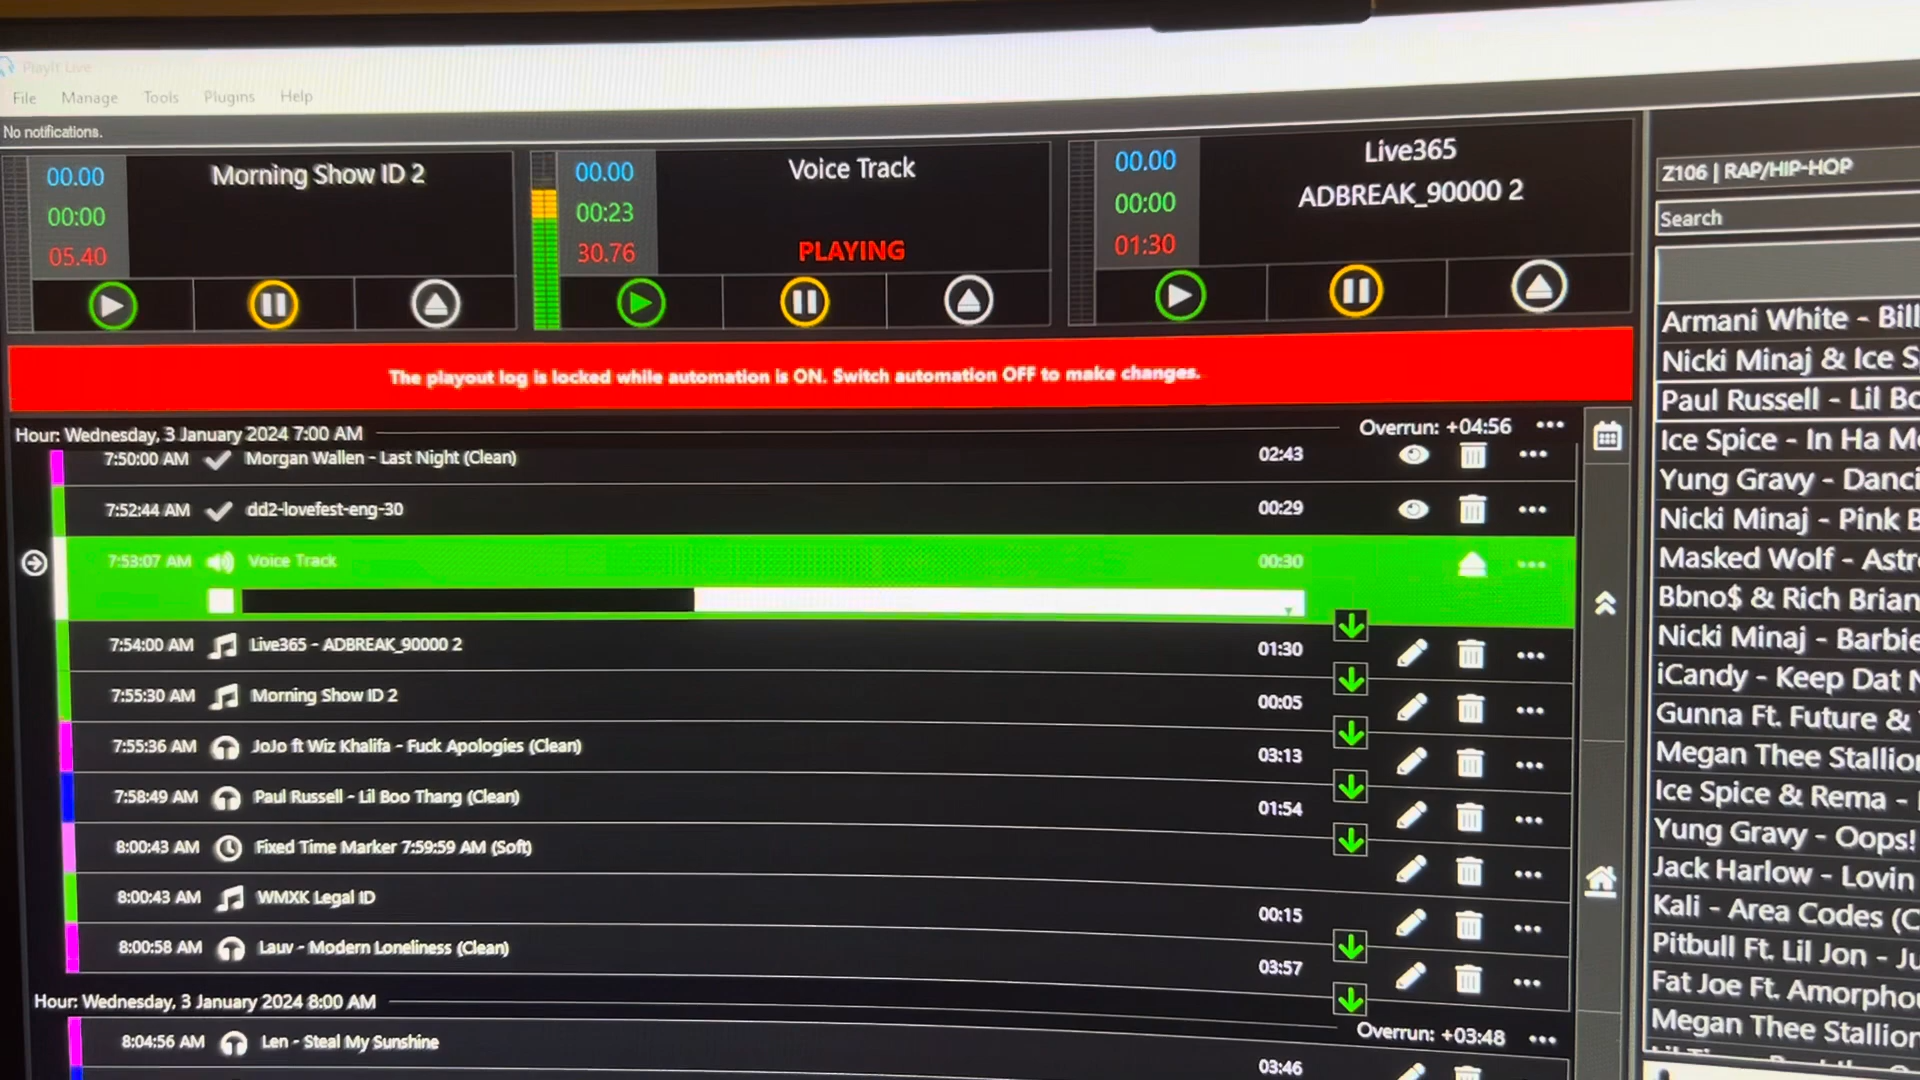 PlayIt Live
File Manage Tools Plugins Help
No notifications.
00.00
00:00
05.40
Morning Show ID 2
00.00
00:23
30.76
Voice Track
PLAYING
00.00
00:00
01:30
Live365
ADBREAK_90000 2
The playout log is locked while automation is ON. Switch automation OFF to make changes.
Hour: Wednesday, 3 January 2024 7:00 AM Overrun: +04:56
7:50:00 AM Morgan Wallen - Last Night (Clean) 02:43
7:52:44 AM dd2-lovefest-eng-30 00:29
7:53:07 AM Voice Track 00:30
7:54:00 AM Live365 - ADBREAK_90000 2 01:30
7:55:30 AM Morning Show ID 2 00:05
7:55:36 AM JoJo ft Wiz Khalifa - Fuck Apologies (Clean) 03:13
7:58:49 AM Paul Russell - Lil Boo Thang (Clean) 01:54
8:00:43 AM Fixed Time Marker 7:59:59 AM (Soft)
8:00:43 AM WMXK Legal ID 00:15
8:00:58 AM Lauv - Modern Loneliness (Clean) 03:57
Hour: Wednesday, 3 January 2024 8:00 AM Overrun: +03:48
8:04:56 AM Len - Steal My Sunshine 03:46
Z106 | RAP/HIP-HOP
Search
Armani White - Bill
Nicki Minaj & Ice S
Paul Russell - Lil Bo
Ice Spice - In Ha M
Yung Gravy - Danci
Nicki Minaj - Pink B
Masked Wolf - Astr
Bbno$ & Rich Brian
Nicki Minaj - Barbie
iCandy - Keep Dat N
Gunna Ft. Future &
Megan Thee Stallion
Ice Spice & Rema -
Yung Gravy - Oops!
Jack Harlow - Lovin
Kali - Area Codes (C
Pitbull Ft. Lil Jon - Ju
Fat Joe Ft. Amorphou
Megan Thee Stallion